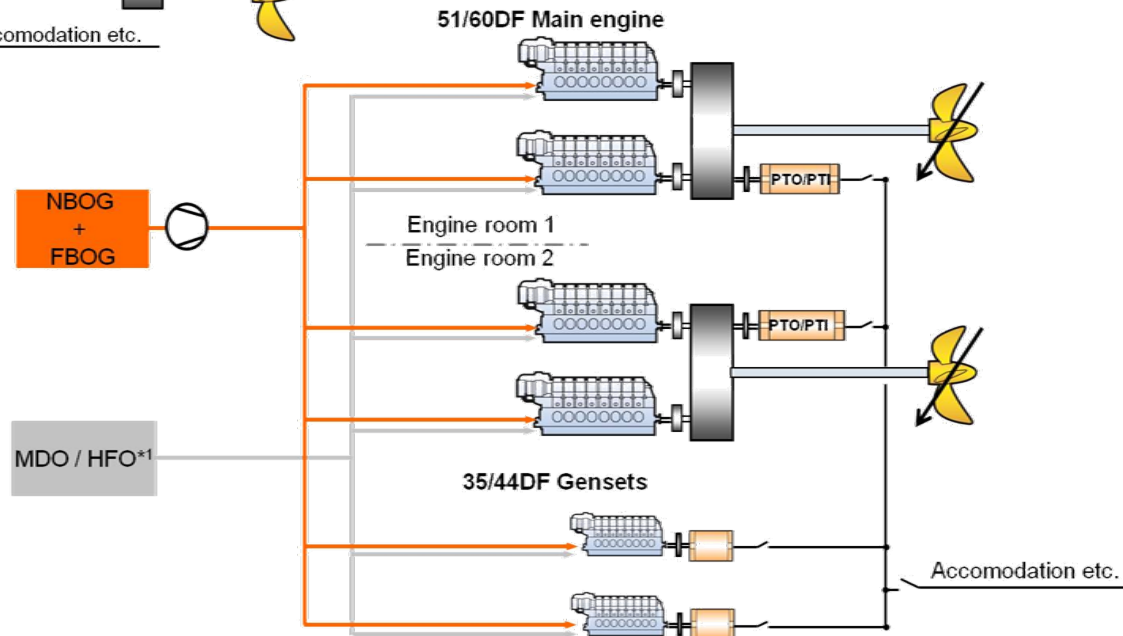 51/60DF Main engine
comodation etc.
PTO/PTI
NBOG
+
FBOG
Engine room 1
Engine room 2
PTO/PTI
MDO / HFO*1
35/44DF Gensets
Accomodation etc.